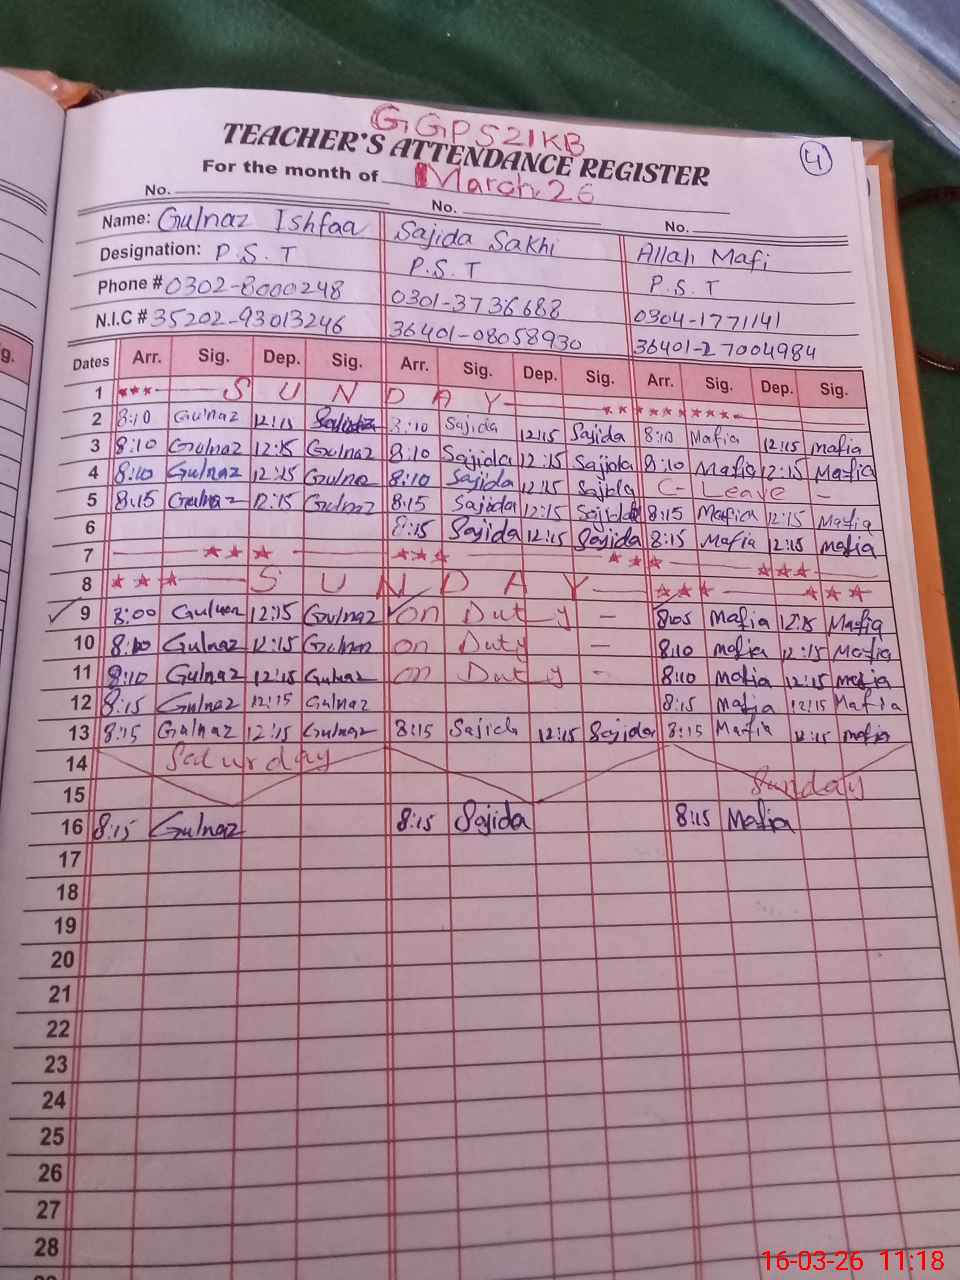 GGPS21KB
4
TEACHER'S ATTENDANCE REGISTER
For the month of March.26
No. No. No.
Name: Gulnaz Ishfaa Sajida Sakhi Allah Mafi
Designation: P.S.T P.S.T P.S.T
Phone # 0302-8000248 0301-3736688 0304-1771141
N.I.C # 35202-93013246 36401-08058930 36401-27004984
g.
Dates Arr. Sig. Dep. Sig. Arr. Sig. Dep. Sig. Arr. Sig. Dep. Sig.
1 SUNDAY
2 8:10 Gulnaz 12:15 8:10 Sajida 12:15 Sajida 8:10 Mafia 12:15 mafia
3 8:10 Gulnaz 12:15 Gulnaz 8:10 Sajida 12:15 Sajida 8:10 Mafia 12:15 Mafia
4 8:10 Gulnaz 12:15 Gulnaz 8:10 Sajida 12:15 Sajida C-Leave -
5 8:15 Gulnaz 12:15 Gulnaz 8:15 Sajida 12:15 Sajida 8:15 Mafia 12:15 Mafia
6 8:15 Sajida 12:15 Sajida 8:15 Mafia 12:15 mafia
7
8 SUNDAY
9 8:00 Gulnaz 12:15 Gulnaz on Duty - 8:05 Mafia 12:15 Mafia
10 8:10 Gulnaz 12:15 Gulnaz on Duty - 8:10 mafia 12:15 Mafia
11 8:10 Gulnaz 12:15 Gulnaz on Duty - 8:10 Mafia 12:15 Mafia
12 8:15 Gulnaz 12:15 Gulnaz 8:15 Mafia 12:15 Mafia
13 8:15 Gulnaz 12:15 Gulnaz 8:15 Sajida 12:15 Sajida 8:15 Mafia 12:15 mafia
14 Saturday
15 Sunday
16 8:15 Gulnaz 8:15 Sajida 8:15 Mafia
17
18
19
20
21
22
23
24
25
26
27
28
16-03-26 11:18